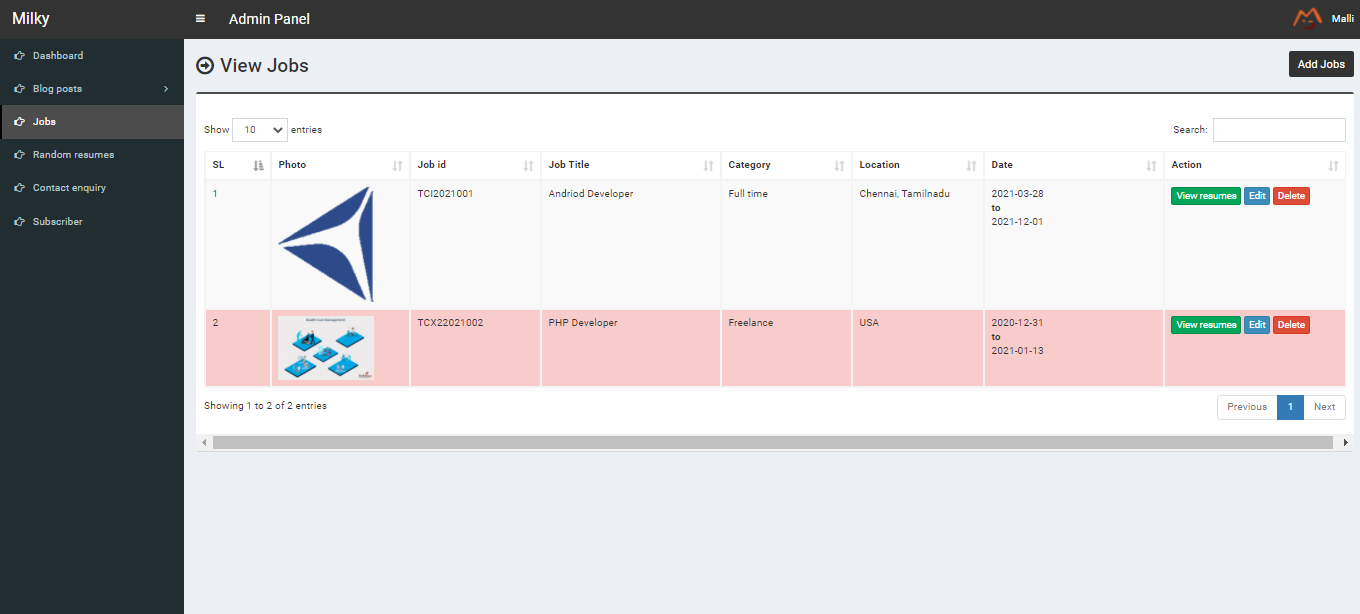 Milky
Admin Panel
Malli
Dashboard
Blog posts
Jobs
Random resumes
Contact enquiry
Subscriber
View Jobs
Add Jobs
Show 10 entries
Search:
SL Photo Job id Job Title Category Location Date Action
1 TCI2021001 Andriod Developer Full time Chennai, Tamilnadu 2021-03-28 View resumes Edit Delete
to
2021-12-01
2 TCX22021002 PHP Developer Freelance USA 2020-12-31 View resumes Edit Delete
to
2021-01-13
Showing 1 to 2 of 2 entries
Previous 1 Next